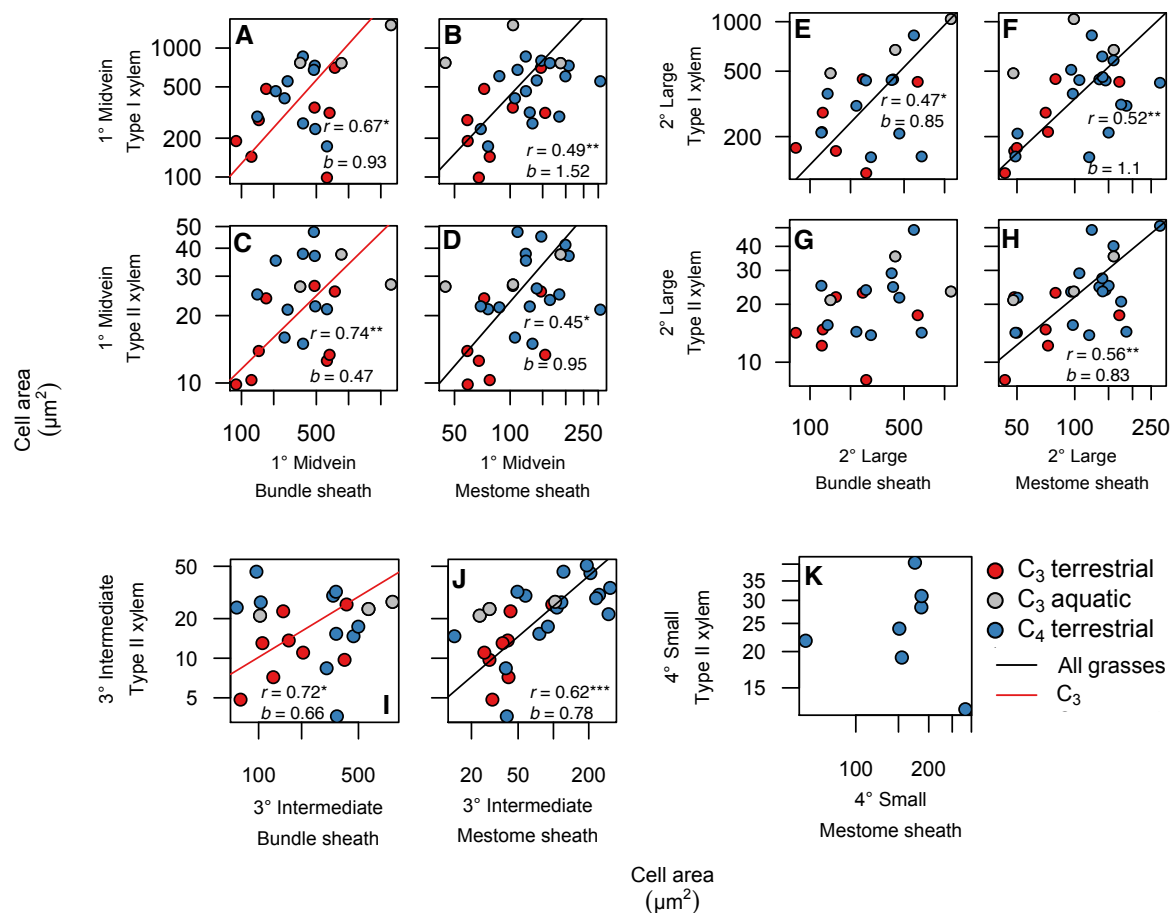 A
B
1° Midvein
Type I xylem
1000
500
200
100
r = 0.67*
b = 0.93
r = 0.49**
b = 1.52
E
F
2° Large
Type I xylem
1000
500
200
r = 0.47*
b = 0.85
r = 0.52**
b = 1.1
C
D
1° Midvein
Type II xylem
50
40
30
20
10
r = 0.74**
b = 0.47
r = 0.45*
b = 0.95
100 500
50 100 250
1° Midvein
Bundle sheath
1° Midvein
Mestome sheath
G
H
2° Large
Type II xylem
40
30
20
10
r = 0.56**
b = 0.83
100 500
50 100 250
2° Large
Bundle sheath
2° Large
Mestome sheath
Cell area
(µm²)
3° Intermediate
Type II xylem
50
20
10
5
r = 0.72*
b = 0.66
I
J
r = 0.62***
b = 0.78
100 500
20 50 200
3° Intermediate
Bundle sheath
3° Intermediate
Mestome sheath
K
4° Small
Type II xylem
35
30
25
20
15
100 200
4° Small
Mestome sheath
C₃ terrestrial
C₃ aquatic
C₄ terrestrial
All grasses
C₃
Cell area
(µm²)